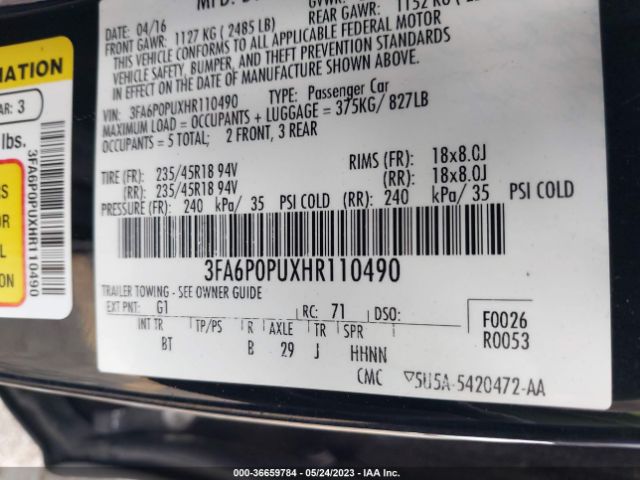 MFD.
GVWR
DATE: 04/16
REAR GAWR: 1152 KG
FRONT GAWR: 1127 KG ( 2485 LB)
THIS VEHICLE CONFORMS TO ALL APPLICABLE FEDERAL MOTOR
VEHICLE SAFETY, BUMPER, AND THEFT PREVENTION STANDARDS
IN EFFECT ON THE DATE OF MANUFACTURE SHOWN ABOVE.
VIN: 3FA6P0PUXHR110490 TYPE: Passenger Car
MAXIMUM LOAD = OCCUPANTS + LUGGAGE = 375KG/ 827LB
OCCUPANTS = 5 TOTAL; 2 FRONT, 3 REAR
TIRE (FR): 235/45R18 94V RIMS (FR): 18x8.0J
(RR): 235/45R18 94V (RR): 18x8.0J
PRESSURE (FR): 240 kPa/ 35 PSI COLD (RR): 240 kPa/ 35 PSI COLD
3FA6P0PUXHR110490
TRAILER TOWING - SEE OWNER GUIDE
EXT PNT: G1 RC: 71 DSO:
F0026
R0053
INT TR TP/PS R AXLE TR SPR
BT B 29 J HHNN
CMC 5U5A-5420472-AA
MATION
AR: 3
lbs.
3FA6P0PUXHR110490
RS
OR
L
ON
000-36659784 - 05/24/2023 - IAA Inc.